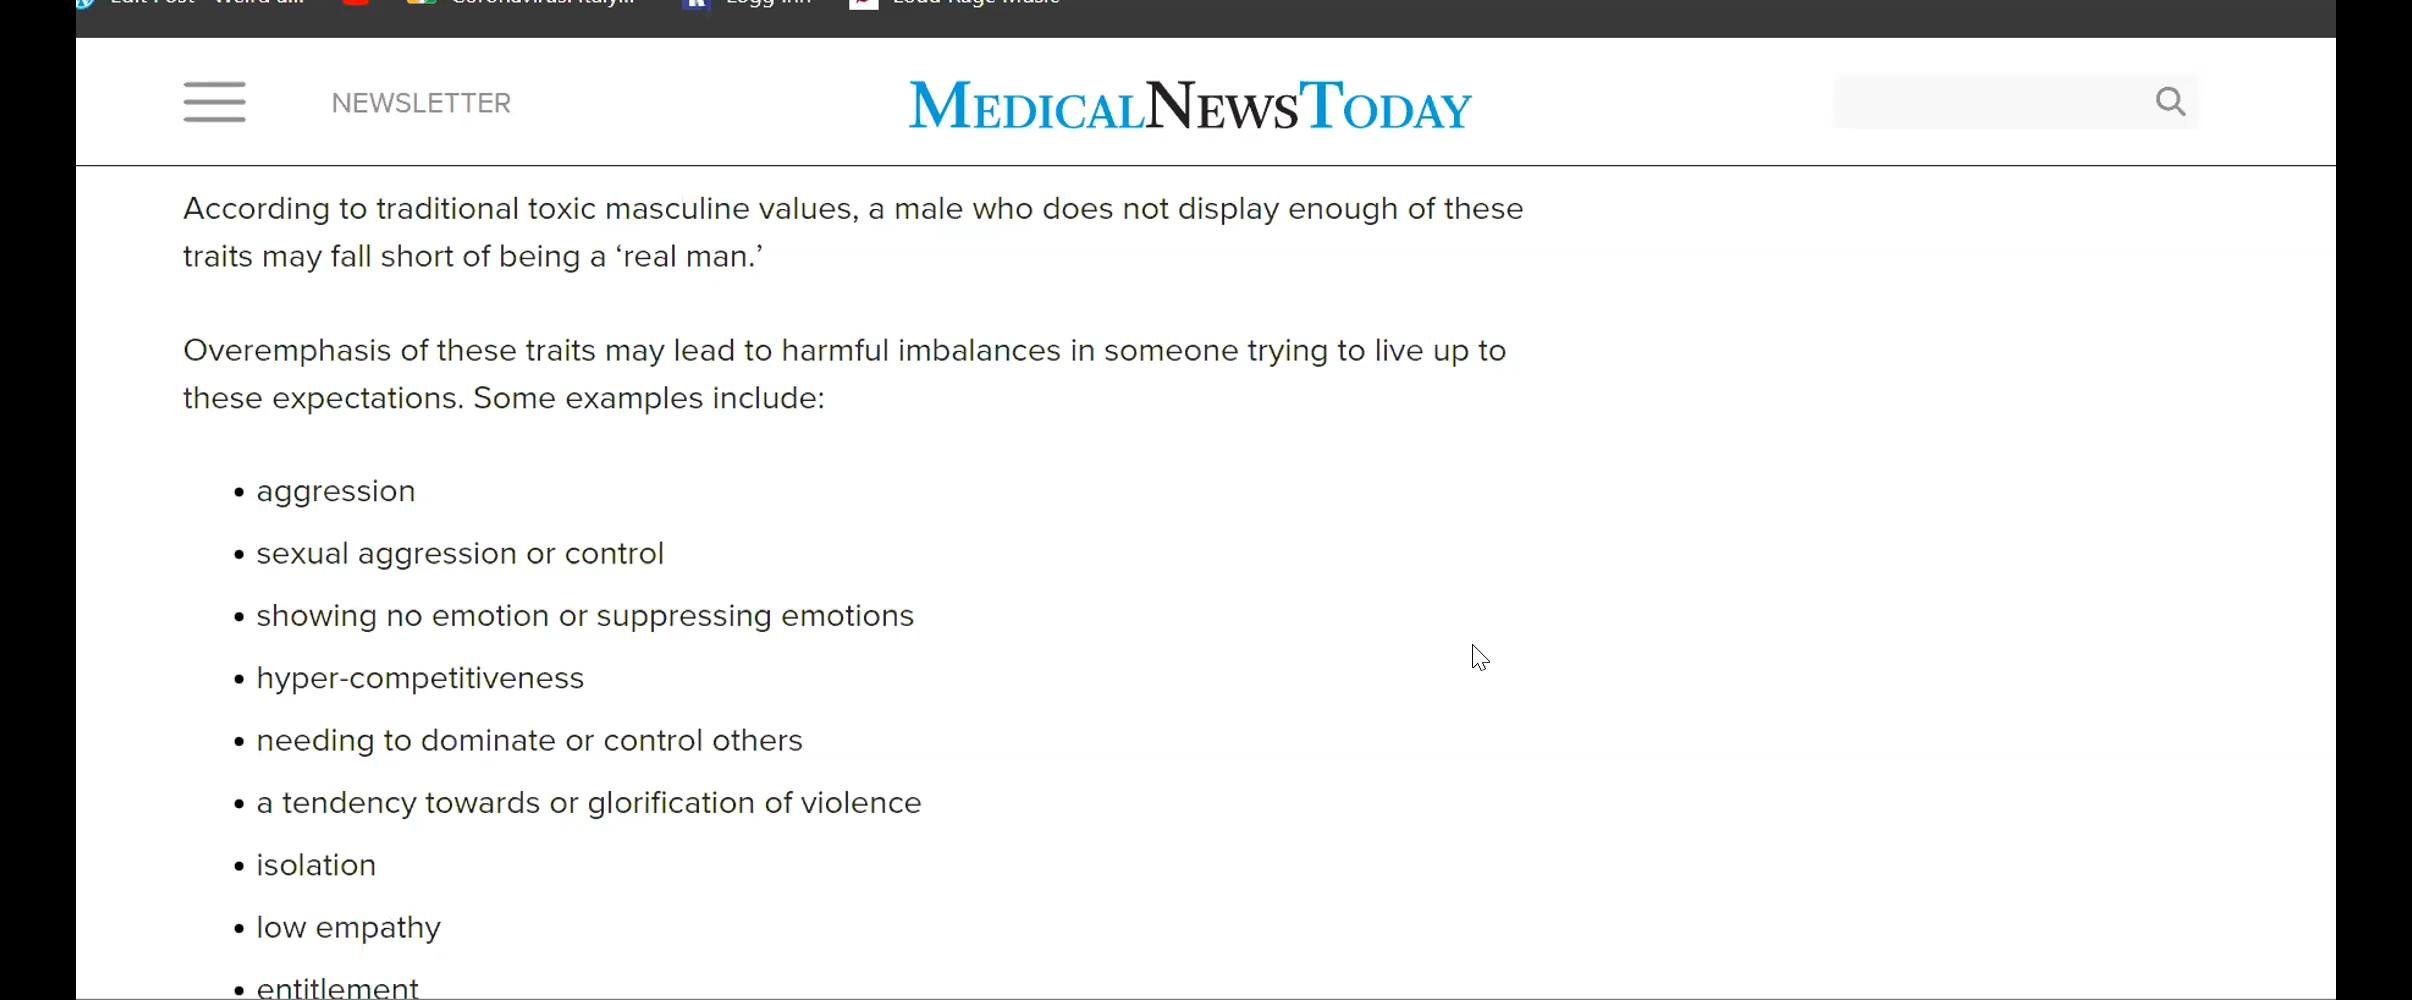 NEWSLETTER
MEDICALNEWSTODAY
According to traditional toxic masculine values, a male who does not display enough of these
traits may fall short of being a ‘real man.’
Overemphasis of these traits may lead to harmful imbalances in someone trying to live up to
these expectations. Some examples include:
• aggression
• sexual aggression or control
• showing no emotion or suppressing emotions
• hyper-competitiveness
• needing to dominate or control others
• a tendency towards or glorification of violence
• isolation
• low empathy
• entitlement